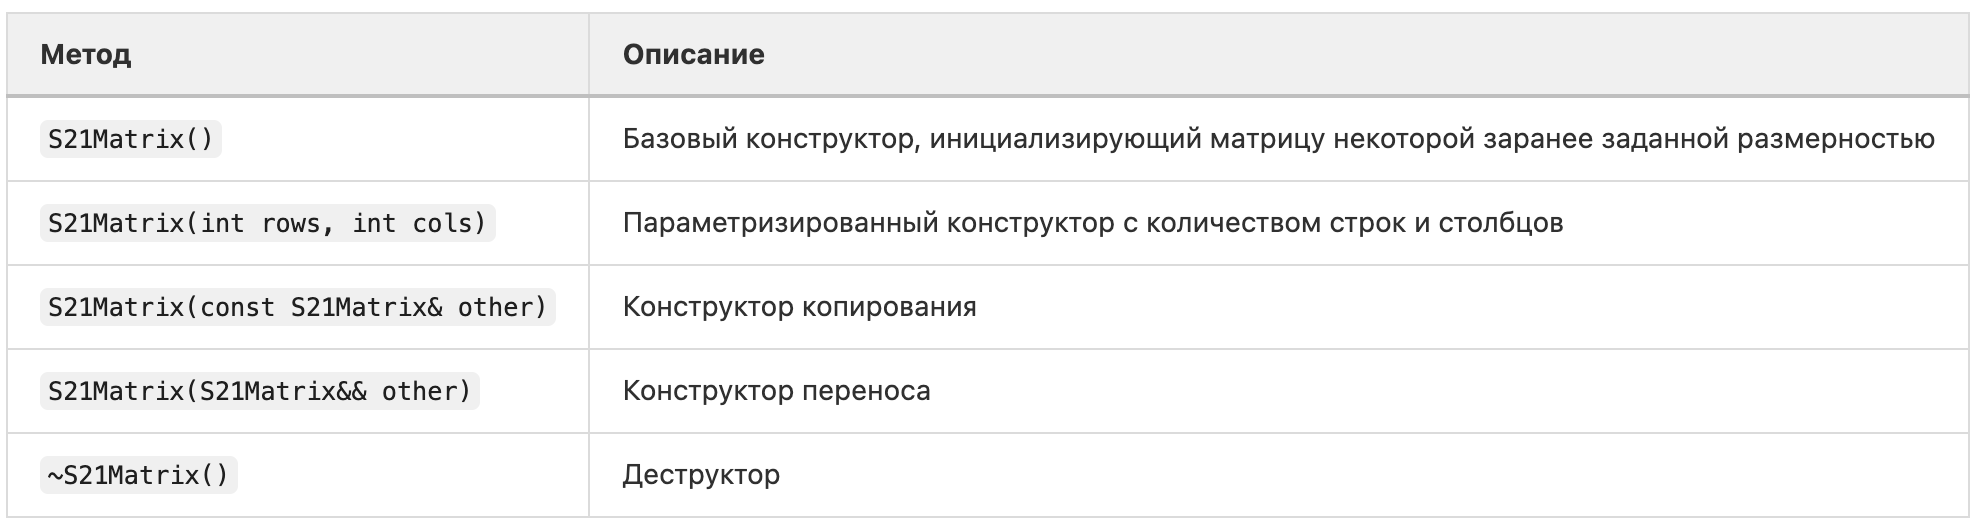 Метод Описание
S21Matrix() Базовый конструктор, инициализирующий матрицу некоторой заранее заданной размерностью
S21Matrix(int rows, int cols) Параметризированный конструктор с количеством строк и столбцов
S21Matrix(const S21Matrix& other) Конструктор копирования
S21Matrix(S21Matrix&& other) Конструктор переноса
~S21Matrix() Деструктор